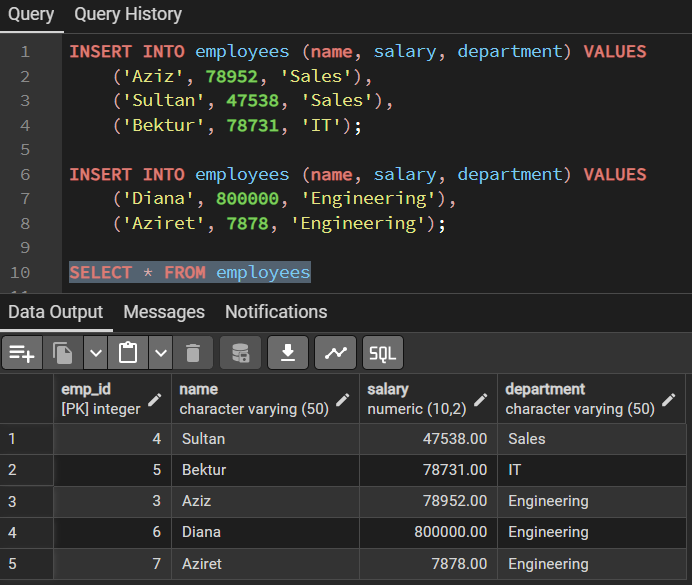 Query Query History
1 INSERT INTO employees (name, salary, department) VALUES
2 ('Aziz', 78952, 'Sales'),
3 ('Sultan', 47538, 'Sales'),
4 ('Bektur', 78731, 'IT');
5
6 INSERT INTO employees (name, salary, department) VALUES
7 ('Diana', 800000, 'Engineering'),
8 ('Aziret', 7878, 'Engineering');
9
10 SELECT * FROM employees
Data Output Messages Notifications
SQL
emp_id name salary department
[PK] integer character varying (50) numeric (10,2) character varying (50)
1 4 Sultan 47538.00 Sales
2 5 Bektur 78731.00 IT
3 3 Aziz 78952.00 Engineering
4 6 Diana 800000.00 Engineering
5 7 Aziret 7878.00 Engineering